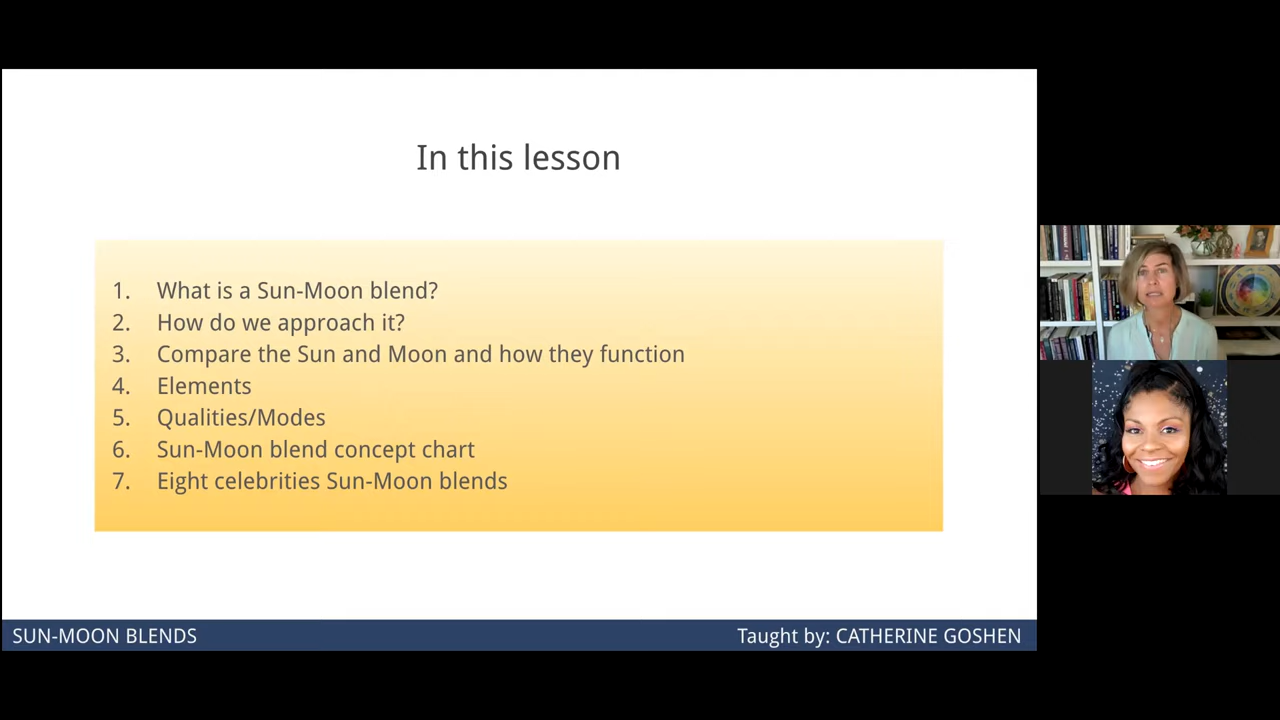 In this lesson
1. What is a Sun-Moon blend?
2. How do we approach it?
3. Compare the Sun and Moon and how they function
4. Elements
5. Qualities/Modes
6. Sun-Moon blend concept chart
7. Eight celebrities Sun-Moon blends
SUN-MOON BLENDS
Taught by: CATHERINE GOSHEN